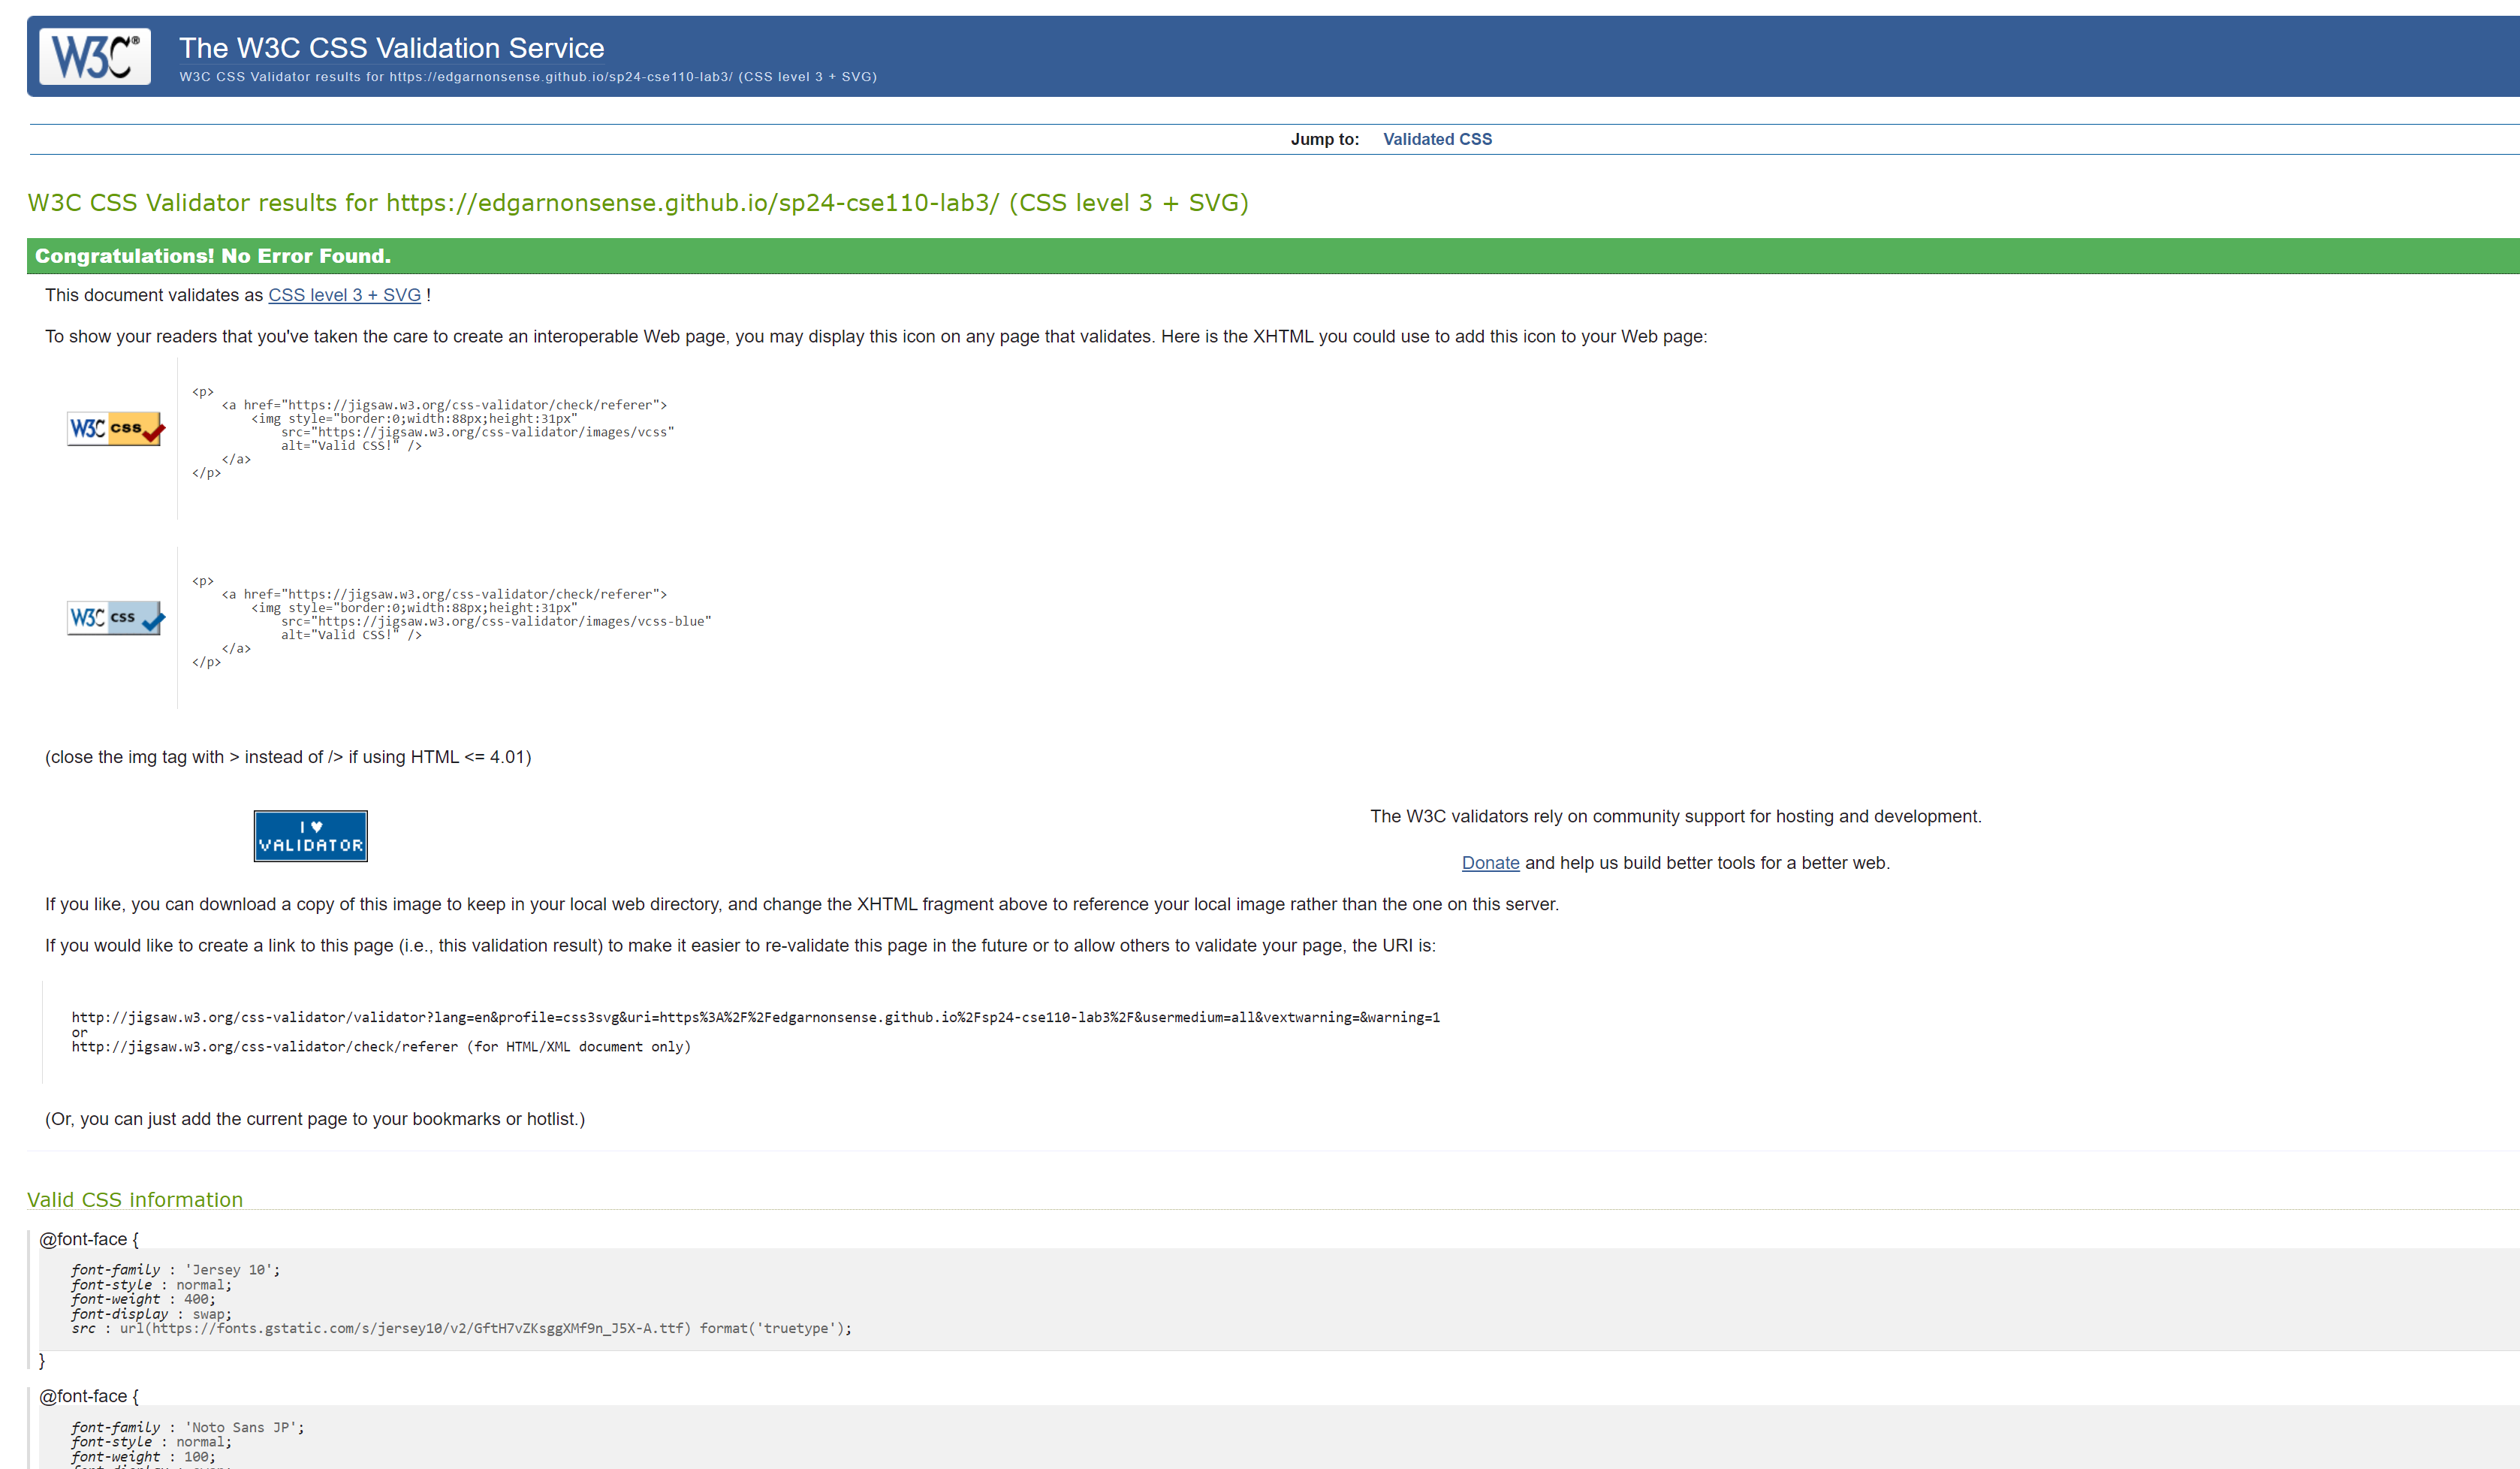 W3C®
The W3C CSS Validation Service
W3C CSS Validator results for https://edgarnonsense.github.io/sp24-cse110-lab3/ (CSS level 3 + SVG)
Jump to: Validated CSS
W3C CSS Validator results for https://edgarnonsense.github.io/sp24-cse110-lab3/ (CSS level 3 + SVG)
Congratulations! No Error Found.
This document validates as CSS level 3 + SVG !
To show your readers that you've taken the care to create an interoperable Web page, you may display this icon on any page that validates. Here is the XHTML you could use to add this icon to your Web page:
W3C css
<p>
<a href="https://jigsaw.w3.org/css-validator/check/referer">
<img style="border:0;width:88px;height:31px"
src="https://jigsaw.w3.org/css-validator/images/vcss"
alt="Valid CSS!" />
</a>
</p>
W3C css
<p>
<a href="https://jigsaw.w3.org/css-validator/check/referer">
<img style="border:0;width:88px;height:31px"
src="https://jigsaw.w3.org/css-validator/images/vcss-blue"
alt="Valid CSS!" />
</a>
</p>
(close the img tag with > instead of /> if using HTML <= 4.01)
I ♥
VALIDATOR
The W3C validators rely on community support for hosting and development.
Donate and help us build better tools for a better web.
If you like, you can download a copy of this image to keep in your local web directory, and change the XHTML fragment above to reference your local image rather than the one on this server.
If you would like to create a link to this page (i.e., this validation result) to make it easier to re-validate this page in the future or to allow others to validate your page, the URI is:
http://jigsaw.w3.org/css-validator/validator?lang=en&profile=css3svg&uri=https%3A%2F%2Fedgarnonsense.github.io%2Fsp24-cse110-lab3%2F&usermedium=all&vextwarning=&warning=1
or
http://jigsaw.w3.org/css-validator/check/referer (for HTML/XML document only)
(Or, you can just add the current page to your bookmarks or hotlist.)
Valid CSS information
@font-face {
font-family : 'Jersey 10';
font-style : normal;
font-weight : 400;
font-display : swap;
src : url(https://fonts.gstatic.com/s/jersey10/v2/GftH7vZKsggXMf9n_J5X-A.ttf) format('truetype');
}
@font-face {
font-family : 'Noto Sans JP';
font-style : normal;
font-weight : 100;